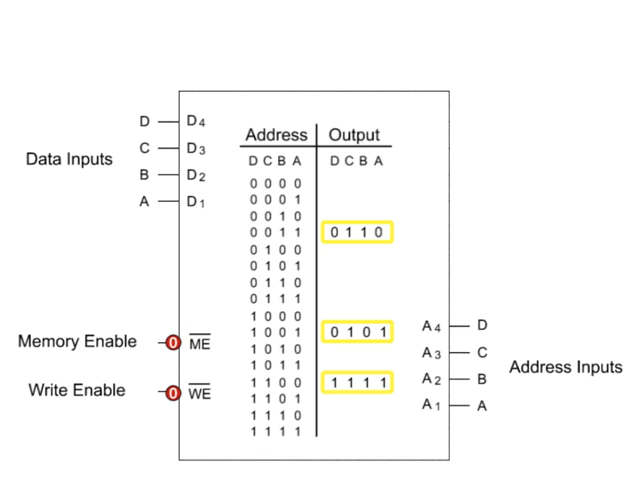 D D4
C D3
Data Inputs
B D2
A D1
Address Output
D C B A D C B A
0 0 0 0
0 0 0 1
0 0 1 0
0 0 1 1 0 1 1 0
0 1 0 0
0 1 0 1
0 1 1 0
0 1 1 1
1 0 0 0
1 0 0 1 0 1 0 1
1 0 1 0
1 0 1 1
1 1 0 0 1 1 1 1
1 1 0 1
1 1 1 0
1 1 1 1
Memory Enable 0 ME
Write Enable 0 WE
A4 D
A3 C
Address Inputs
A2 B
A1 A